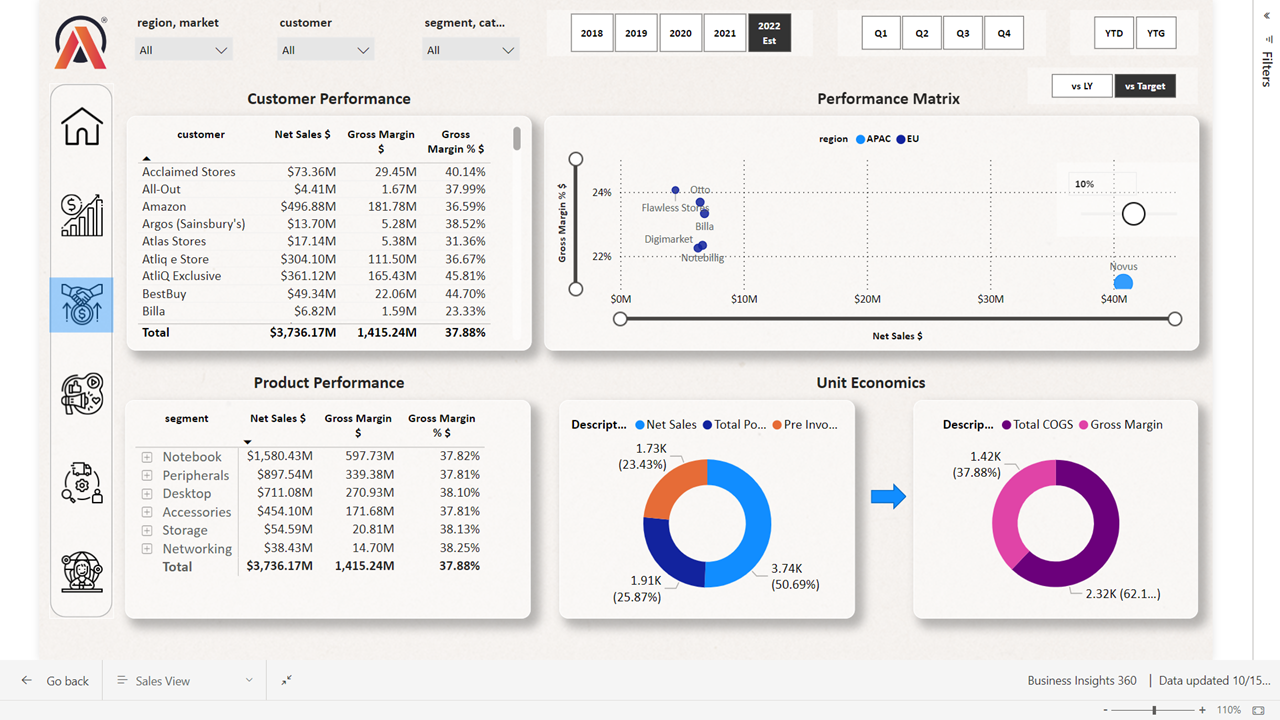 region, market
customer
segment, cat...
All
All
All
2018
2019
2020
2021
2022
Est
Q1
Q2
Q3
Q4
YTD
YTG
vs LY
vs Target
«
Filters
Customer Performance
customer Net Sales $ Gross Margin $ Gross Margin % $
Acclaimed Stores $73.36M 29.45M 40.14%
All-Out $4.41M 1.67M 37.99%
Amazon $496.88M 181.78M 36.59%
Argos (Sainsbury's) $13.70M 5.28M 38.52%
Atlas Stores $17.14M 5.38M 31.36%
Atliq e Store $304.10M 111.50M 36.67%
AtliQ Exclusive $361.12M 165.43M 45.81%
BestBuy $49.34M 22.06M 44.70%
Billa $6.82M 1.59M 23.33%
Total $3,736.17M 1,415.24M 37.88%
Performance Matrix
region APAC EU
Gross Margin % $
24%
22%
Otto
Flawless Stores
Billa
Digimarket
Notebillig
10%
Novus
$0M $10M $20M $30M $40M
Net Sales $
Product Performance
segment Net Sales $ Gross Margin $ Gross Margin % $
Notebook $1,580.43M 597.73M 37.82%
Peripherals $897.54M 339.38M 37.81%
Desktop $711.08M 270.93M 38.10%
Accessories $454.10M 171.68M 37.81%
Storage $54.59M 20.81M 38.13%
Networking $38.43M 14.70M 38.25%
Total $3,736.17M 1,415.24M 37.88%
Unit Economics
Descript... Net Sales Total Po... Pre Invo...
1.73K
(23.43%)
1.91K
(25.87%)
3.74K
(50.69%)
Descrip... Total COGS Gross Margin
1.42K
(37.88%)
2.32K (62.1...)
Go back
Sales View
Business Insights 360 | Data updated 10/15...
- + 110%